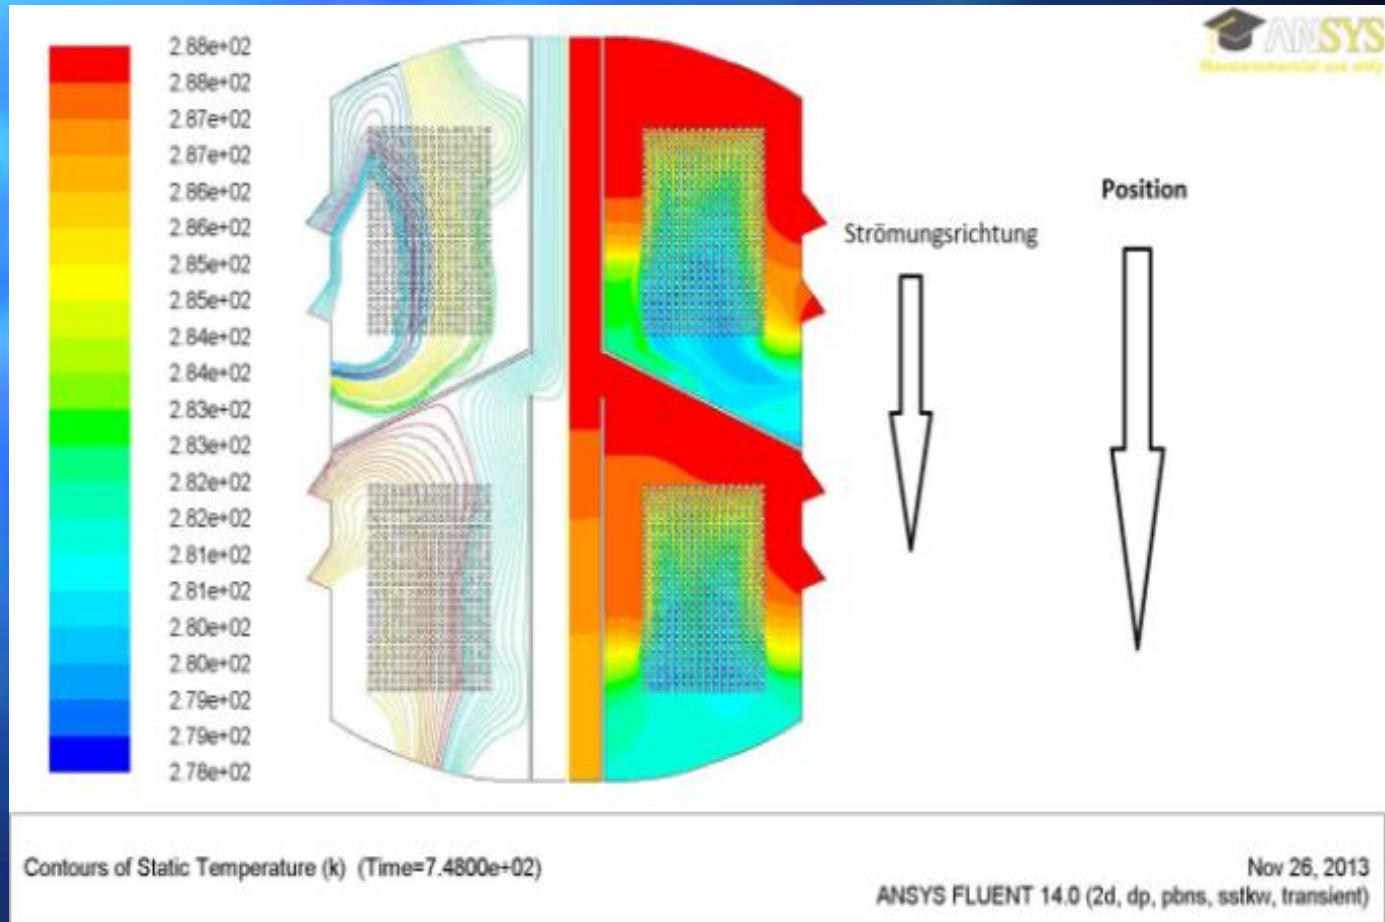 ANSYS
Noncommercial use only
2.88e+02
2.88e+02
2.87e+02
2.87e+02
2.86e+02
2.86e+02
2.85e+02
2.85e+02
2.84e+02
2.84e+02
2.83e+02
2.83e+02
2.82e+02
2.82e+02
2.81e+02
2.81e+02
2.80e+02
2.80e+02
2.79e+02
2.79e+02
2.78e+02
Position
Strömungsrichtung
Contours of Static Temperature (k) (Time=7.4800e+02)
Nov 26, 2013
ANSYS FLUENT 14.0 (2d, dp, pbns, sstkw, transient)